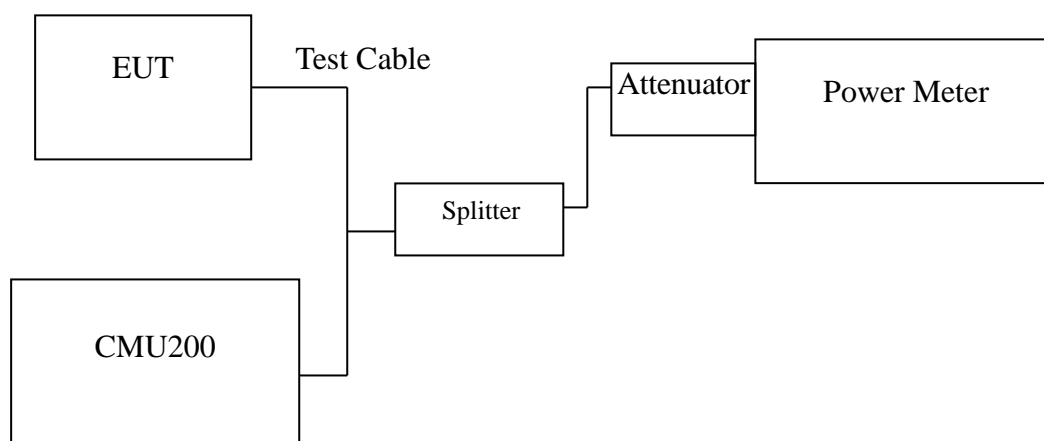 EUT
Test Cable
Attenuator
Power Meter
Splitter
CMU200